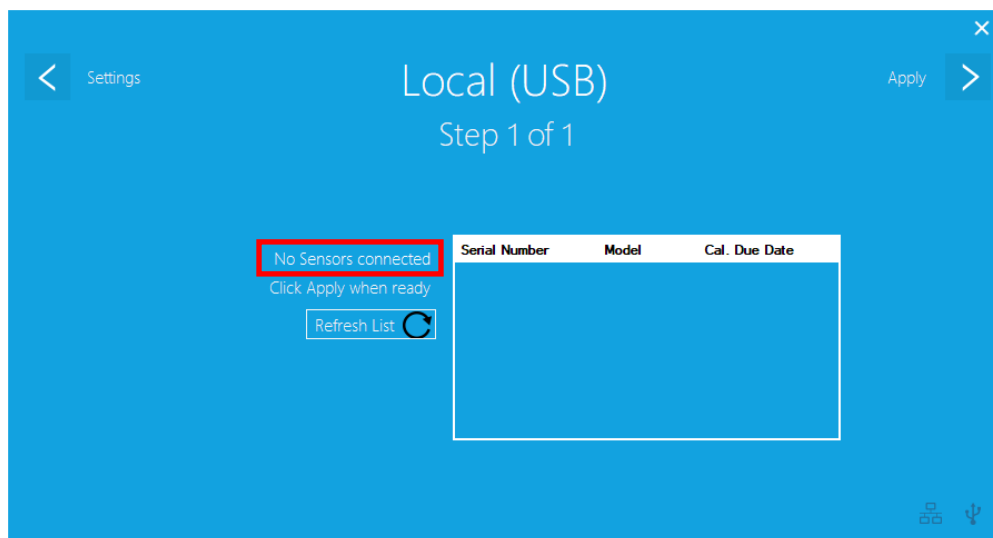 Settings
Local (USB)
Apply
Step 1 of 1
No Sensors connected
Click Apply when ready
Refresh List
Serial Number Model Cal. Due Date